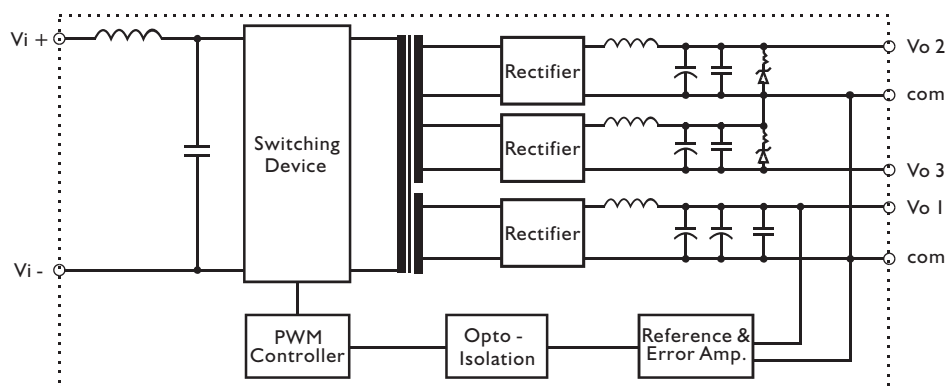 Vi +
Vo 2
Rectifier
com
Switching
Device
Rectifier
Vo 3
Vo 1
Rectifier
com
Vi -
PWM
Controller
Opto -
Isolation
Reference &
Error Amp.